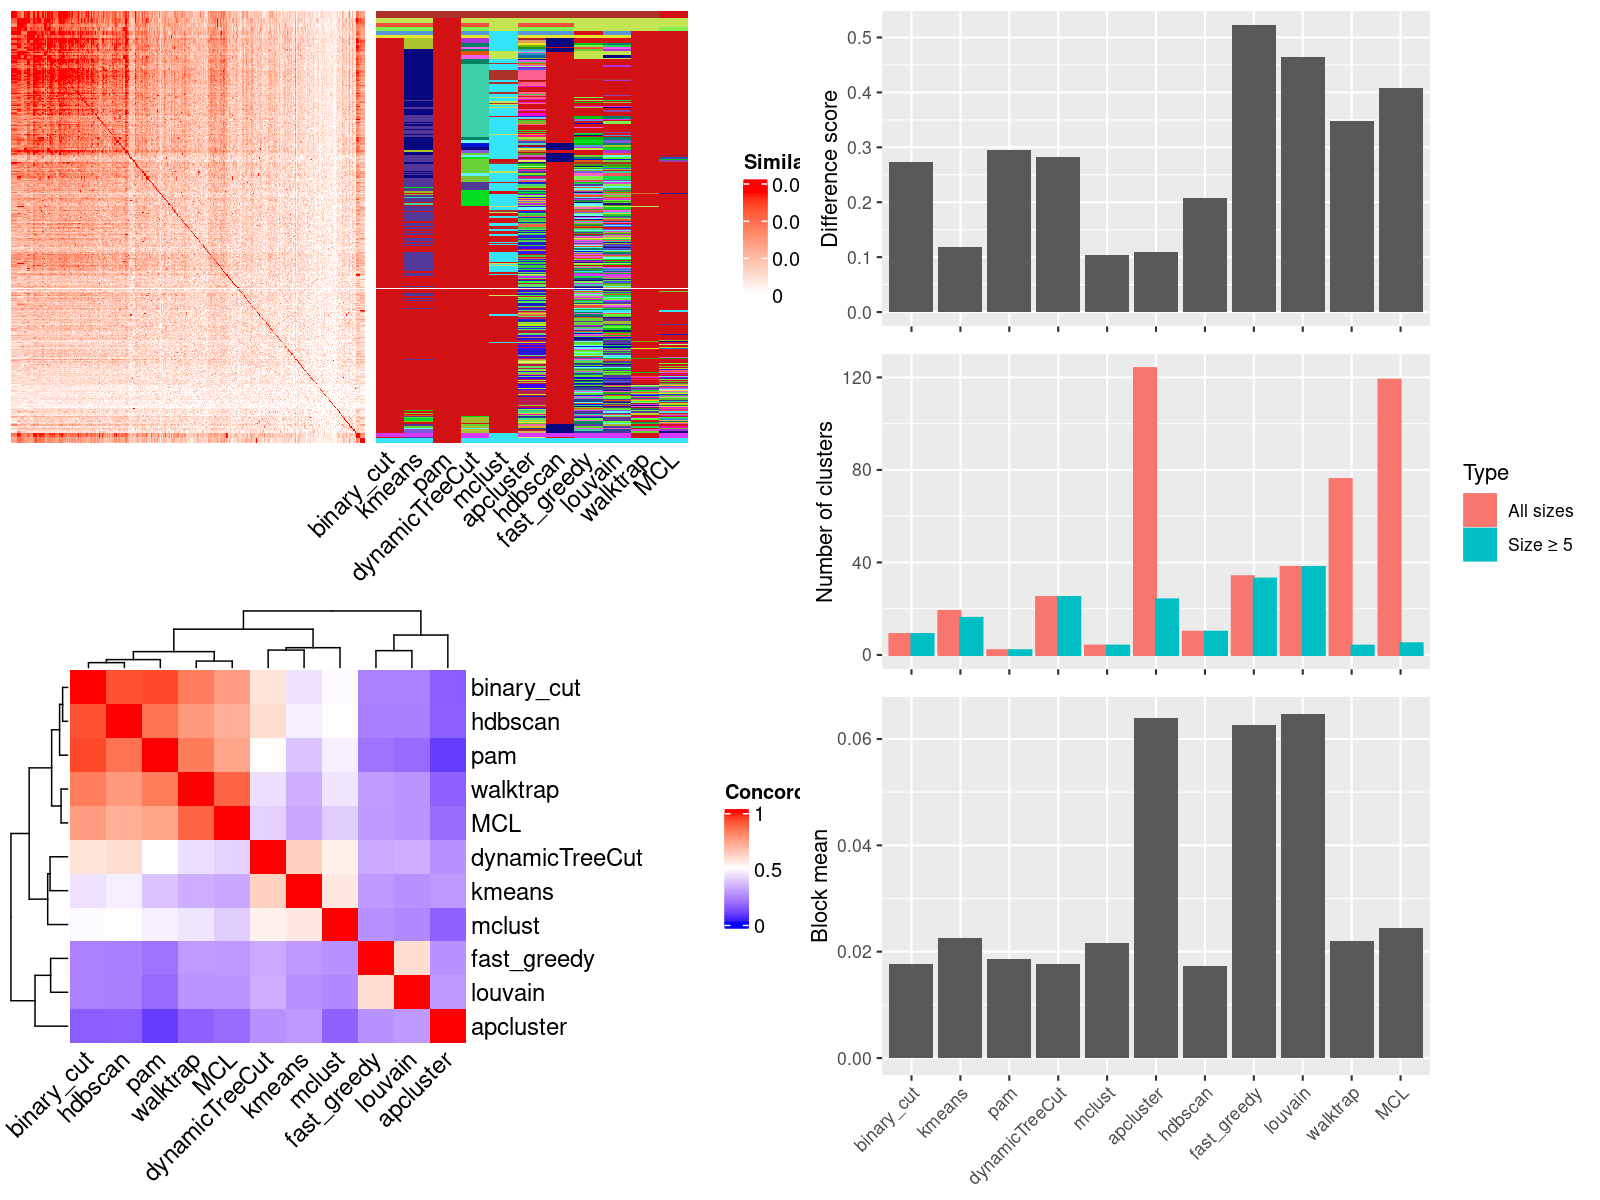 Simila
0.0
0.0
0.0
0
binary_cut
kmeans
pam
dynamicTreeCut
mclust
apcluster
hdbscan
fast_greedy
louvain
walktrap
MCL
Difference score
0.5
0.4
0.3
0.2
0.1
0.0
Number of clusters
120
80
40
0
Type
All sizes
Size ≥ 5
binary_cut
hdbscan
pam
walktrap
MCL
dynamicTreeCut
kmeans
mclust
fast_greedy
louvain
apcluster
binary_cut
hdbscan
pam
walktrap
MCL
dynamicTreeCut
kmeans
mclust
fast_greedy
louvain
apcluster
Concord
1
0.5
0
Block mean
0.06
0.04
0.02
0.00
binary_cut
kmeans
pam
dynamicTreeCut
mclust
apcluster
hdbscan
fast_greedy
louvain
walktrap
MCL